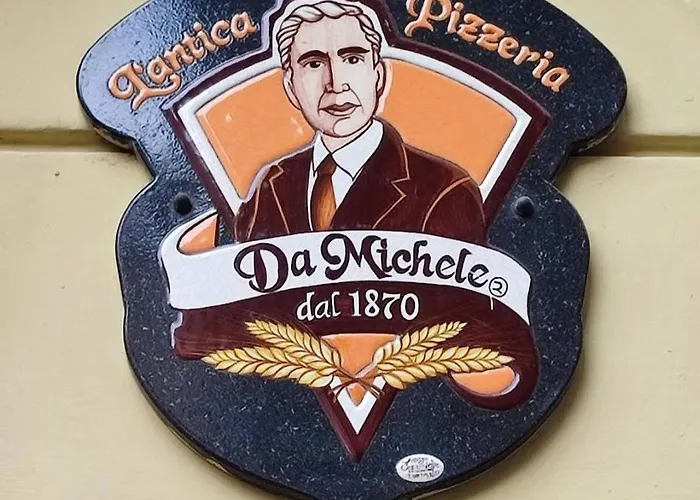 L'antica Pizzeria
Da Michele
dal 1870